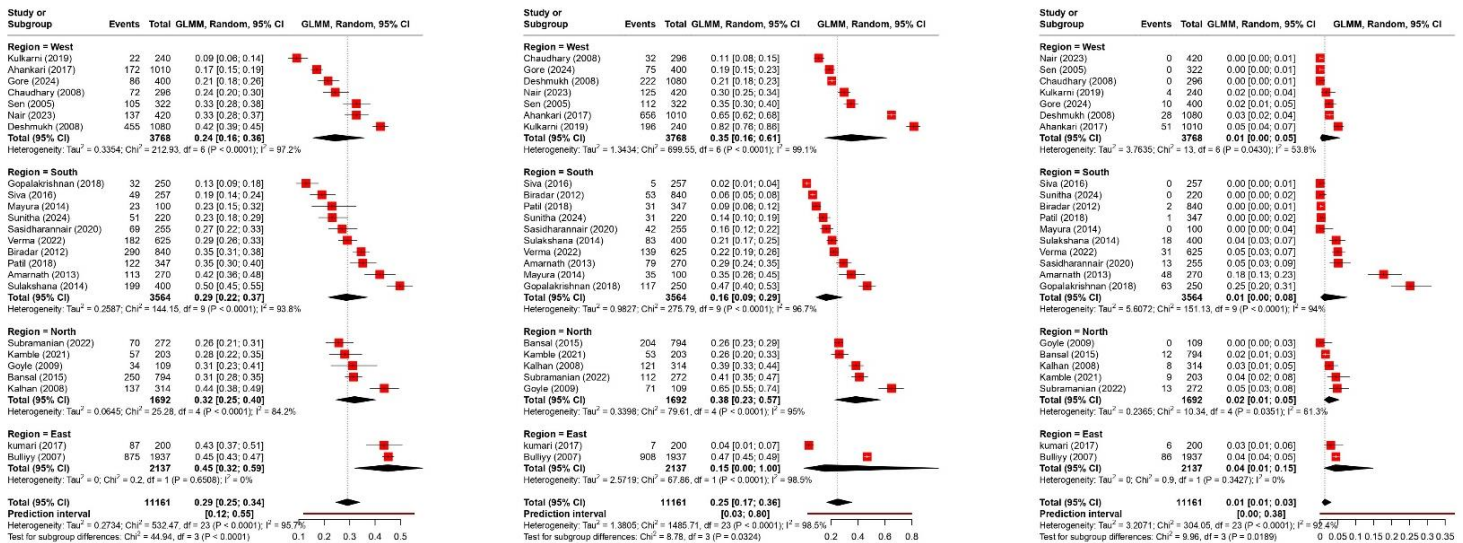 Study or
Subgroup Events Total GLMM, Random, 95% CI GLMM, Random, 95% CI
Region = West
Kulkarni (2019) 22 240 0.09 [0.06; 0.14]
Ahankari (2017) 172 1010 0.17 [0.15; 0.19]
Gore (2024) 86 400 0.21 [0.18; 0.26]
Chaudhary (2008) 72 296 0.24 [0.20; 0.30]
Sen (2005) 105 322 0.33 [0.28; 0.38]
Nair (2023) 137 420 0.33 [0.28; 0.37]
Deshmukh (2008) 455 1080 0.42 [0.39; 0.45]
Total (95% CI) 3768 0.24 [0.16; 0.36]
Heterogeneity: Tau² = 0.3354; Chi² = 212.93, df = 6 (P < 0.0001); I² = 97.2%
Region = South
Gopalakrishnan (2018) 32 250 0.13 [0.09; 0.18]
Siva (2016) 49 257 0.19 [0.14; 0.24]
Mayura (2014) 23 100 0.23 [0.15; 0.32]
Sunitha (2024) 51 220 0.23 [0.18; 0.29]
Sasidharannair (2020) 69 255 0.27 [0.22; 0.33]
Verma (2022) 182 625 0.29 [0.26; 0.33]
Biradar (2012) 290 840 0.35 [0.31; 0.38]
Patil (2018) 122 347 0.35 [0.30; 0.40]
Amarnath (2013) 113 270 0.42 [0.36; 0.48]
Sulakshana (2014) 199 400 0.50 [0.45; 0.55]
Total (95% CI) 3564 0.29 [0.22; 0.37]
Heterogeneity: Tau² = 0.2587; Chi² = 144.15, df = 9 (P < 0.0001); I² = 93.8%
Region = North
Subramanian (2022) 70 272 0.26 [0.21; 0.31]
Kamble (2021) 57 203 0.28 [0.22; 0.35]
Goyle (2009) 34 109 0.31 [0.23; 0.41]
Bansal (2015) 250 794 0.31 [0.28; 0.35]
Kalhan (2008) 137 314 0.44 [0.38; 0.49]
Total (95% CI) 1692 0.32 [0.25; 0.40]
Heterogeneity: Tau² = 0.0645; Chi² = 25.28, df = 4 (P < 0.0001); I² = 84.2%
Region = East
kumari (2017) 87 200 0.43 [0.37; 0.51]
Bulliyy (2007) 875 1937 0.45 [0.43; 0.47]
Total (95% CI) 2137 0.45 [0.32; 0.59]
Heterogeneity: Tau² = 0; Chi² = 0.2, df = 1 (P = 0.6508); I² = 0%
Total (95% CI) 11161 0.29 [0.25; 0.34]
Prediction interval [0.12; 0.55]
Heterogeneity: Tau² = 0.2734; Chi² = 532.47, df = 23 (P < 0.0001); I² = 95.7%
Test for subgroup differences: Chi² = 44.94, df = 3 (P < 0.0001)
0.1 0.2 0.3 0.4 0.5
Study or
Subgroup Events Total GLMM, Random, 95% CI GLMM, Random, 95% CI
Region = West
Chaudhary (2008) 32 296 0.11 [0.08; 0.15]
Gore (2024) 75 400 0.19 [0.15; 0.23]
Deshmukh (2008) 222 1080 0.21 [0.18; 0.23]
Nair (2023) 125 420 0.30 [0.25; 0.34]
Sen (2005) 112 322 0.35 [0.30; 0.40]
Ahankari (2017) 656 1010 0.65 [0.62; 0.68]
Kulkarni (2019) 196 240 0.82 [0.76; 0.86]
Total (95% CI) 3768 0.35 [0.16; 0.61]
Heterogeneity: Tau² = 1.3434; Chi² = 699.55, df = 6 (P < 0.0001); I² = 99.1%
Region = South
Siva (2016) 5 257 0.02 [0.01; 0.04]
Biradar (2012) 53 840 0.06 [0.05; 0.08]
Patil (2018) 31 347 0.09 [0.06; 0.12]
Sunitha (2024) 31 220 0.14 [0.10; 0.19]
Sasidharannair (2020) 42 255 0.16 [0.12; 0.22]
Sulakshana (2014) 83 400 0.21 [0.17; 0.25]
Verma (2022) 139 625 0.22 [0.19; 0.26]
Amarnath (2013) 79 270 0.29 [0.24; 0.35]
Mayura (2014) 35 100 0.35 [0.26; 0.45]
Gopalakrishnan (2018) 117 250 0.47 [0.40; 0.53]
Total (95% CI) 3564 0.16 [0.09; 0.29]
Heterogeneity: Tau² = 0.9827; Chi² = 275.79, df = 9 (P < 0.0001); I² = 96.7%
Region = North
Bansal (2015) 204 794 0.26 [0.23; 0.29]
Kamble (2021) 53 203 0.26 [0.20; 0.33]
Kalhan (2008) 121 314 0.39 [0.33; 0.44]
Subramanian (2022) 112 272 0.41 [0.35; 0.47]
Goyle (2009) 71 109 0.65 [0.55; 0.74]
Total (95% CI) 1692 0.38 [0.23; 0.57]
Heterogeneity: Tau² = 0.3398; Chi² = 79.61, df = 4 (P < 0.0001); I² = 95%
Region = East
kumari (2017) 7 200 0.04 [0.01; 0.07]
Bulliyy (2007) 908 1937 0.47 [0.45; 0.49]
Total (95% CI) 2137 0.15 [0.00; 1.00]
Heterogeneity: Tau² = 2.5719; Chi² = 67.86, df = 1 (P < 0.0001); I² = 98.5%
Total (95% CI) 11161 0.25 [0.17; 0.36]
Prediction interval [0.03; 0.80]
Heterogeneity: Tau² = 1.3805; Chi² = 1485.71, df = 23 (P < 0.0001); I² = 98.5%
Test for subgroup differences: Chi² = 8.78, df = 3 (P = 0.0324)
0.2 0.4 0.6 0.8
Study or
Subgroup Events Total GLMM, Random, 95% CI GLMM, Random, 95% CI
Region = West
Nair (2023) 0 420 0.00 [0.00; 0.01]
Sen (2005) 0 322 0.00 [0.00; 0.01]
Chaudhary (2008) 0 296 0.00 [0.00; 0.01]
Kulkarni (2019) 4 240 0.02 [0.00; 0.04]
Gore (2024) 10 400 0.02 [0.01; 0.05]
Deshmukh (2008) 28 1080 0.03 [0.02; 0.04]
Ahankari (2017) 51 1010 0.05 [0.04; 0.07]
Total (95% CI) 3768 0.01 [0.00; 0.05]
Heterogeneity: Tau² = 3.7635; Chi² = 13, df = 6 (P = 0.0430); I² = 53.8%
Region = South
Siva (2016) 0 257 0.00 [0.00; 0.01]
Sunitha (2024) 0 220 0.00 [0.00; 0.02]
Biradar (2012) 2 840 0.00 [0.00; 0.01]
Patil (2018) 1 347 0.00 [0.00; 0.02]
Mayura (2014) 0 100 0.00 [0.00; 0.04]
Sulakshana (2014) 18 400 0.04 [0.03; 0.07]
Verma (2022) 31 625 0.05 [0.03; 0.07]
Sasidharannair (2020) 13 255 0.05 [0.03; 0.09]
Amarnath (2013) 48 270 0.18 [0.13; 0.23]
Gopalakrishnan (2018) 63 250 0.25 [0.20; 0.31]
Total (95% CI) 3564 0.01 [0.00; 0.08]
Heterogeneity: Tau² = 5.6072; Chi² = 151.13, df = 9 (P < 0.0001); I² = 94%
Region = North
Goyle (2009) 0 109 0.00 [0.00; 0.03]
Bansal (2015) 12 794 0.02 [0.01; 0.03]
Kalhan (2008) 8 314 0.03 [0.01; 0.05]
Kamble (2021) 9 203 0.04 [0.02; 0.08]
Subramanian (2022) 13 272 0.05 [0.03; 0.08]
Total (95% CI) 1692 0.02 [0.01; 0.05]
Heterogeneity: Tau² = 0.2365; Chi² = 10.34, df = 4 (P = 0.0351); I² = 61.3%
Region = East
kumari (2017) 6 200 0.03 [0.01; 0.06]
Bulliyy (2007) 86 1937 0.04 [0.04; 0.05]
Total (95% CI) 2137 0.04 [0.01; 0.15]
Heterogeneity: Tau² = 0; Chi² = 0.9, df = 1 (P = 0.3427); I² = 0%
Total (95% CI) 11161 0.01 [0.01; 0.03]
Prediction interval [0.00; 0.38]
Heterogeneity: Tau² = 3.2071; Chi² = 304.05, df = 23 (P < 0.0001); I² = 92.4%
Test for subgroup differences: Chi² = 9.96, df = 3 (P = 0.0189)
0 0.05 0.1 0.15 0.2 0.25 0.3 0.35